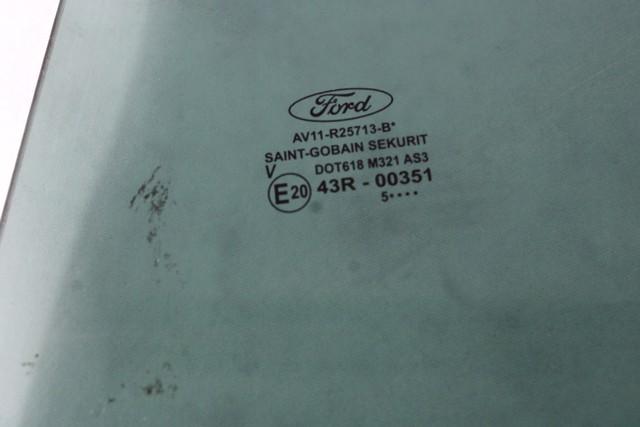 Ford
AV11-R25713-B*
SAINT-GOBAIN SEKURIT
V DOT618 M321 AS3
E20 43R - 00351
5••••